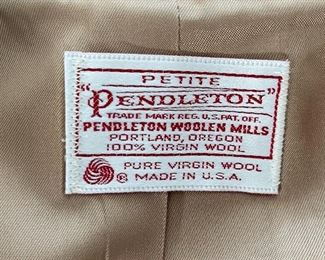 PETITE
"PENDLETON"
TRADE MARK REG. U.S. PAT. OFF.
PENDLETON WOOLEN MILLS
PORTLAND, OREGON
100% VIRGIN WOOL
PURE VIRGIN WOOL
® MADE IN U.S.A.